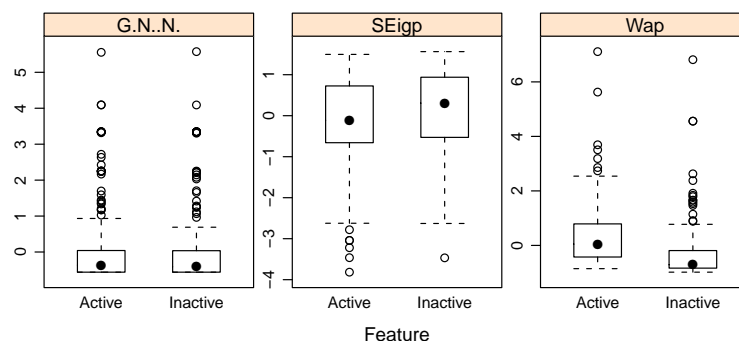 G.N..N.
0
1
2
3
4
5
Active
Inactive
SEigp
−4
−3
−2
−1
0
1
Active
Inactive
Wap
0
2
4
6
Active
Inactive
Feature